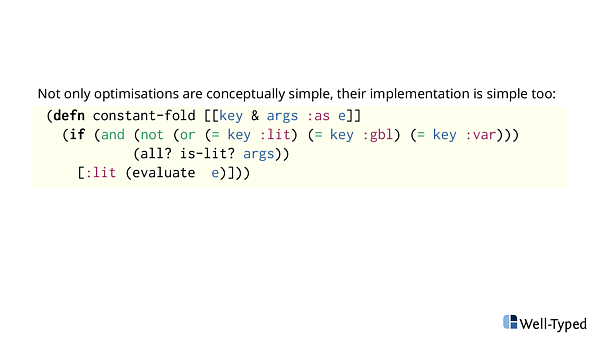 Not only optimisations are conceptually simple, their implementation is simple too:
(defn constant-fold [[key & args :as e]]
  (if (and (not (or (= key :lit) (= key :gbl) (= key :var)))
           (all? is-lit? args))
    [:lit (evaluate  e)]))
Well-Typed